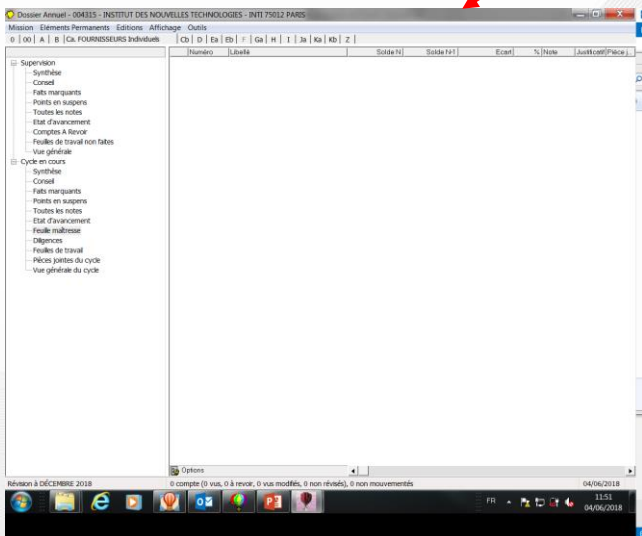 Dossier Annuel - 004315 - INSTITUT DES NOUVELLES TECHNOLOGIES - INTI 75012 PARIS
Mission Eléments Permanents Editions Affichage Outils
0 00 A B Ca. FOURNISSEURS Individuels Cb D Ea Eb F Ga H I Ja Ka Kb Z
Numéro Libellé Solde N Solde N-1 Ecart % Note Justificatif Pièce j...
Supervision
Synthèse
Conseil
Faits marquants
Points en suspens
Toutes les notes
Etat d'avancement
Comptes A Revoir
Feuilles de travail non faites
Vue générale
Cycle en cours
Synthèse
Conseil
Faits marquants
Points en suspens
Toutes les notes
Etat d'avancement
Feuille maîtresse
Diligences
Feuilles de travail
Pièces jointes du cycle
Vue générale du cycle
Options
Révision à DÉCEMBRE 2018 0 compte (0 vus, 0 à revoir, 0 vus modifiés, 0 non révisés), 0 non mouvementés 04/06/2018
FR 11:51
04/06/2018